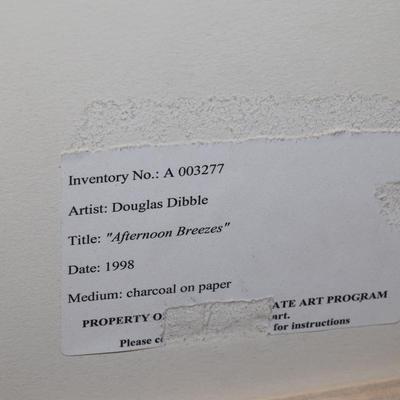 Inventory No.: A 003277
Artist: Douglas Dibble
Title: "Afternoon Breezes"
Date: 1998
Medium: charcoal on paper
PROPERTY ATE ART PROGRAM
Please art.
for instructions